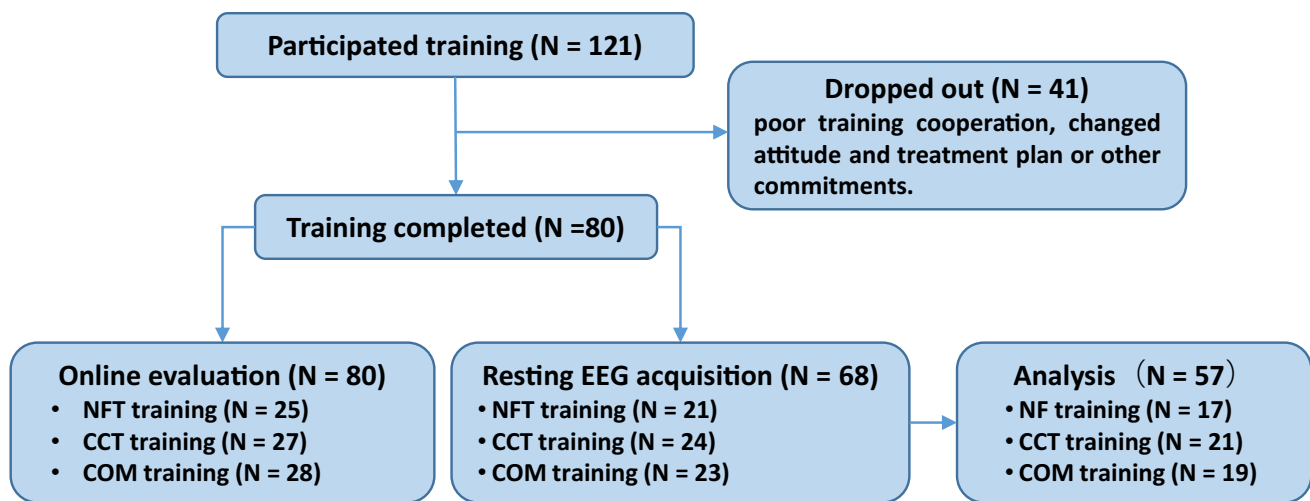 Participated training (N = 121)
Dropped out (N = 41)
poor training cooperation, changed
attitude and treatment plan or other
commitments.
Training completed (N =80)
Online evaluation (N = 80)
• NFT training (N = 25)
• CCT training (N = 27)
• COM training (N = 28)
Resting EEG acquisition (N = 68)
• NFT training (N = 21)
• CCT training (N = 24)
• COM training (N = 23)
Analysis （N = 57）
• NF training (N = 17)
• CCT training (N = 21)
• COM training (N = 19)